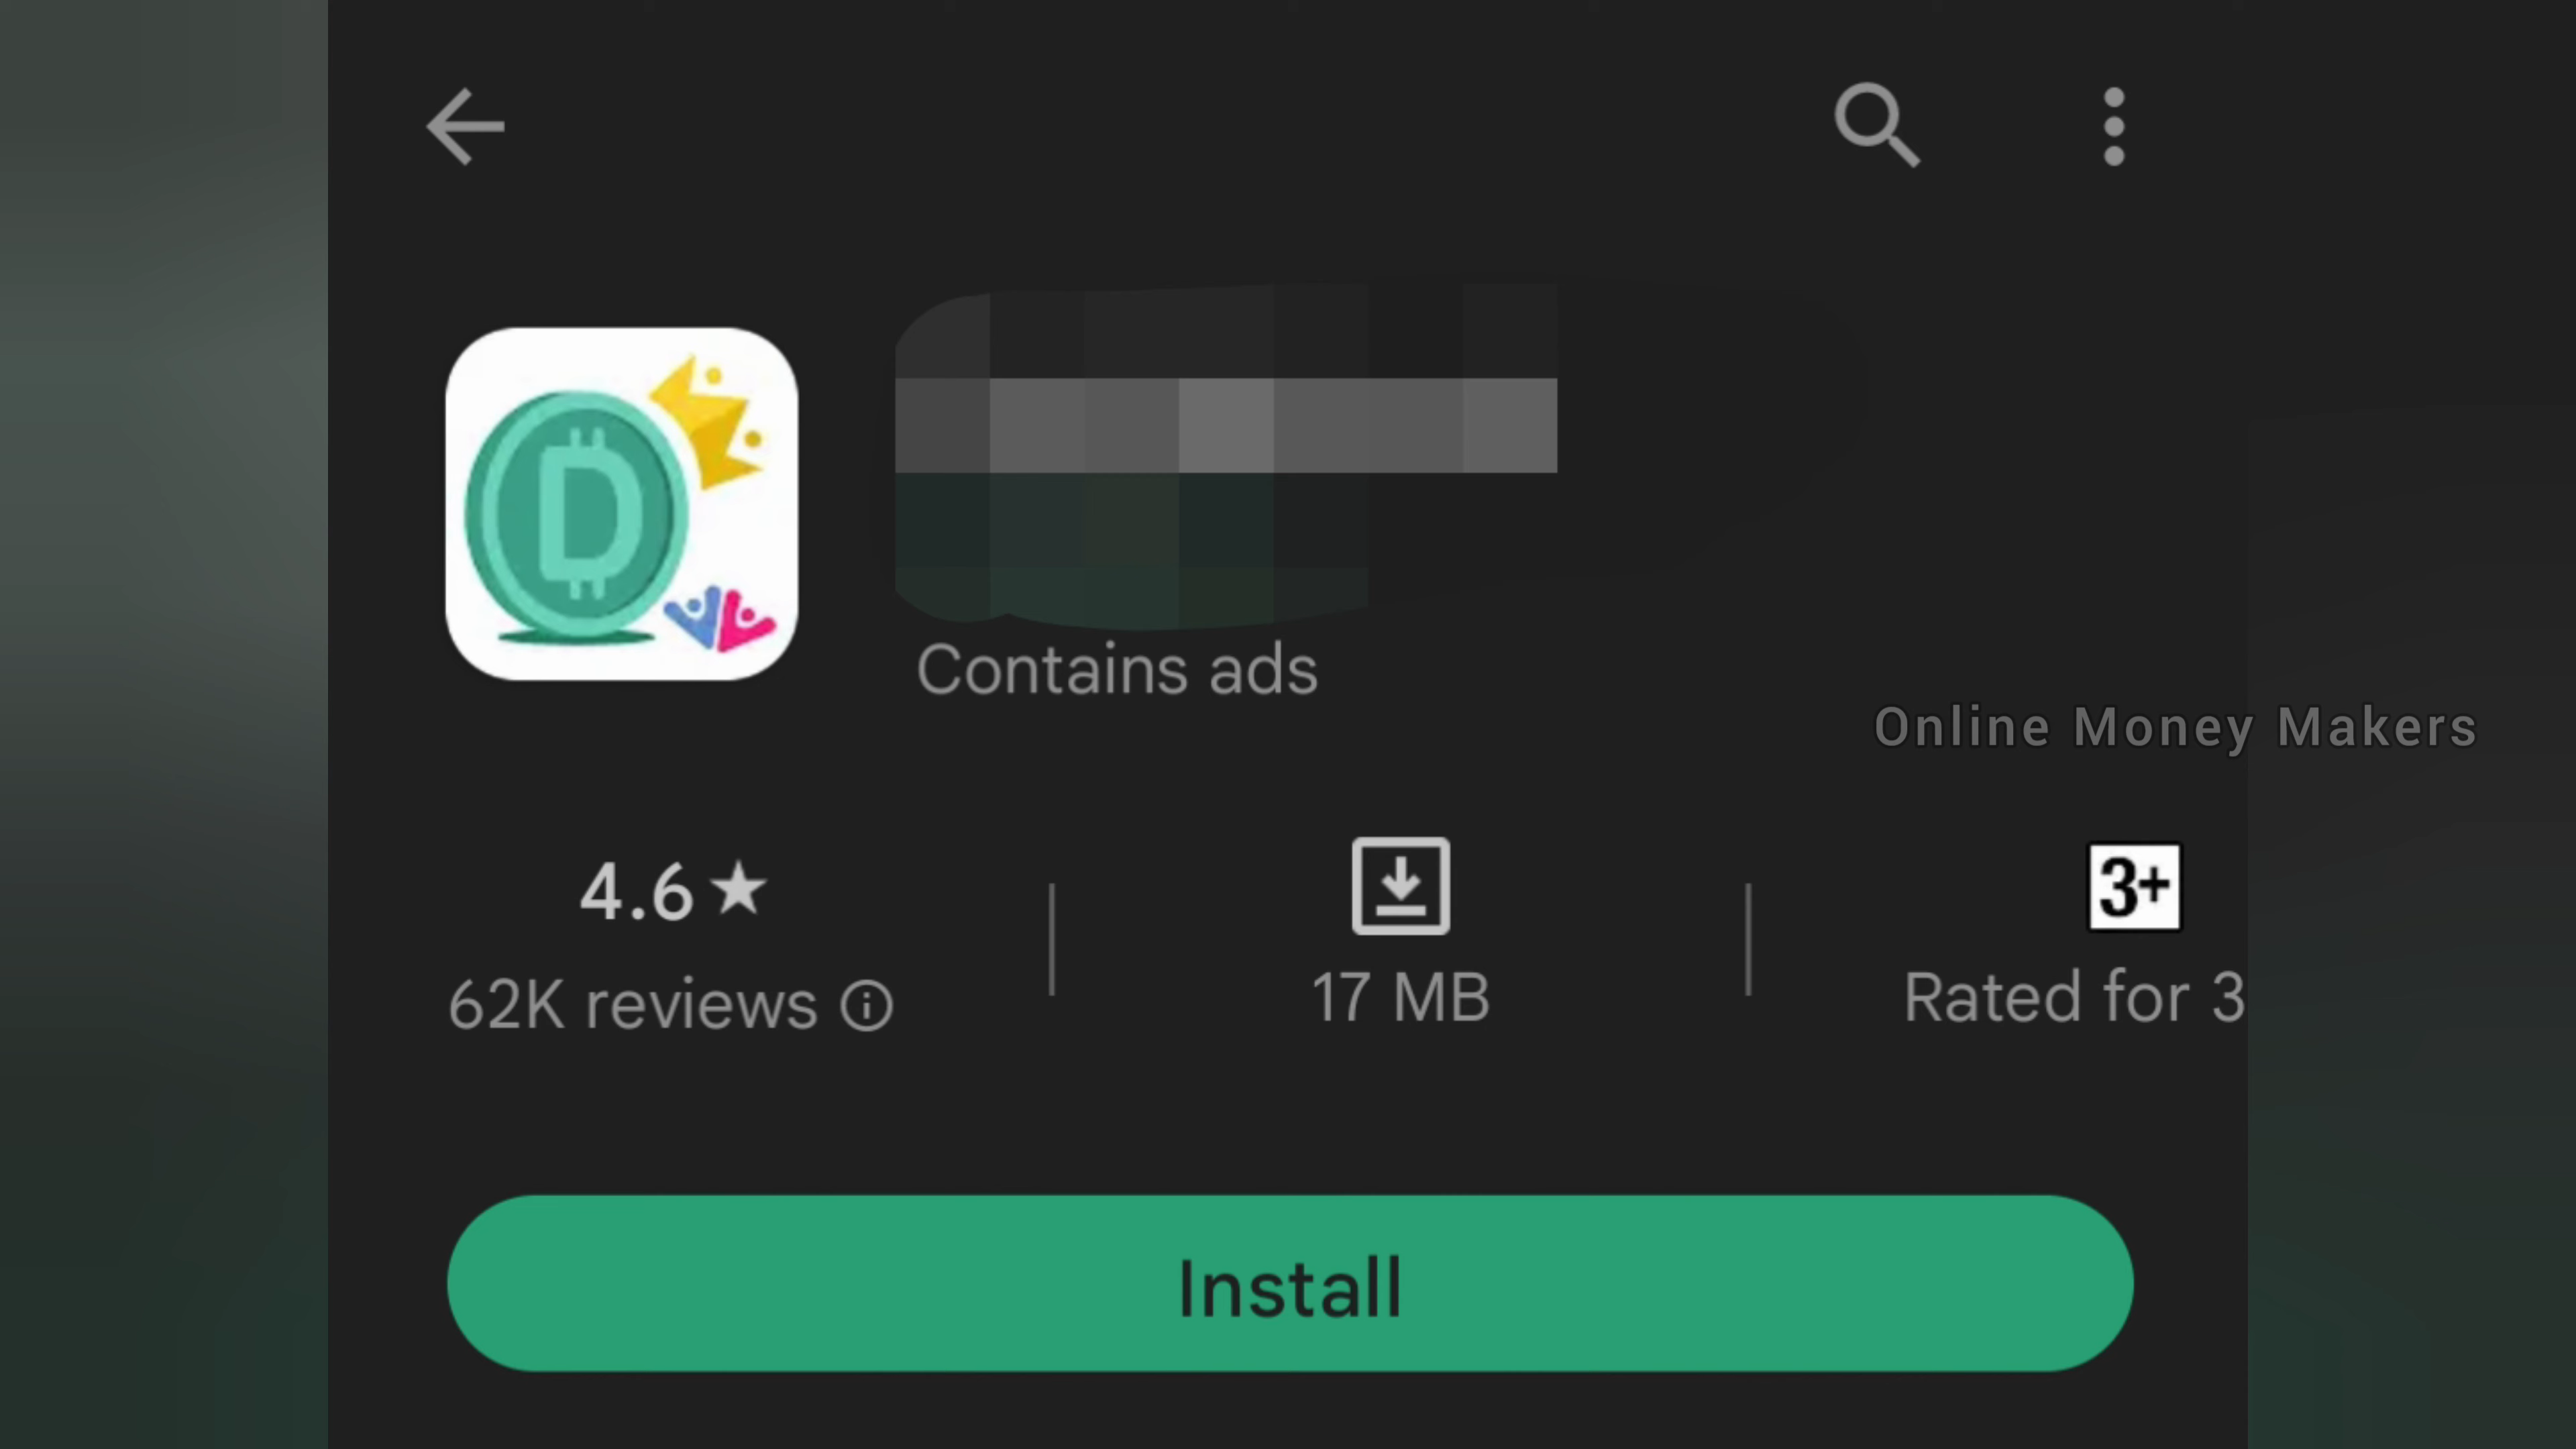 D
Contains ads
Online Money Makers
4.6★
62K reviews
17 MB
3+
Rated for 3
Install